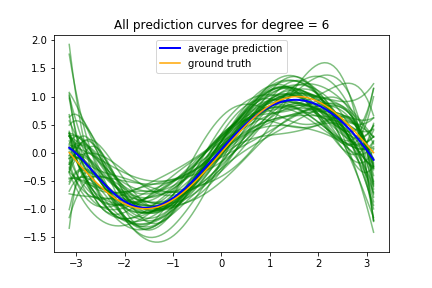 All prediction curves for degree = 6
2.0
1.5
1.0
0.5
0.0
−0.5
−1.0
−1.5
average prediction
ground truth
−3 −2 −1 0 1 2 3